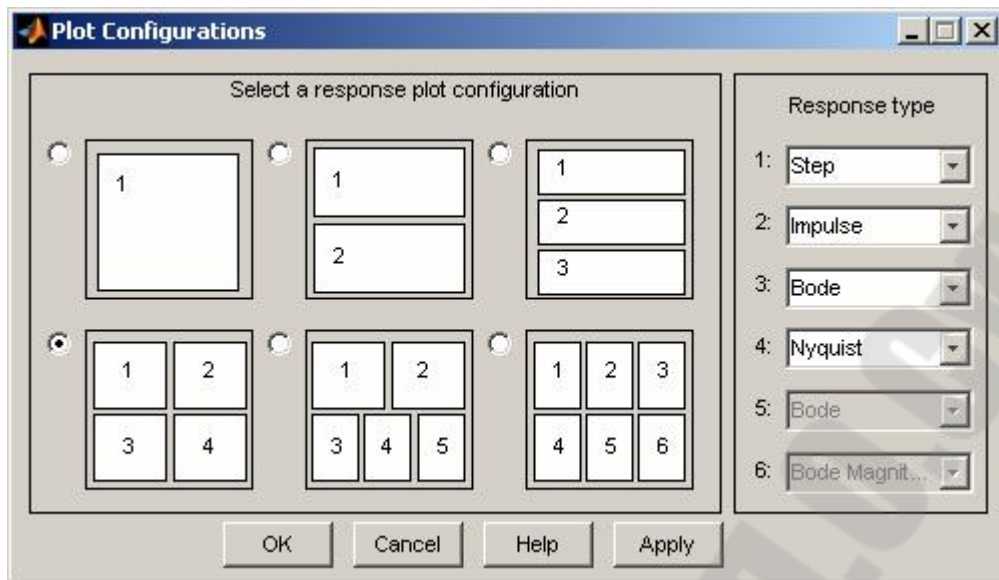 Plot Configurations
Select a response plot configuration
1
1
2
1
2
3
1 2
3 4
1 2
3 4 5
1 2 3
4 5 6
Response type
1: Step
2: Impulse
3: Bode
4: Nyquist
5: Bode
6: Bode Magnit...
OK Cancel Help Apply